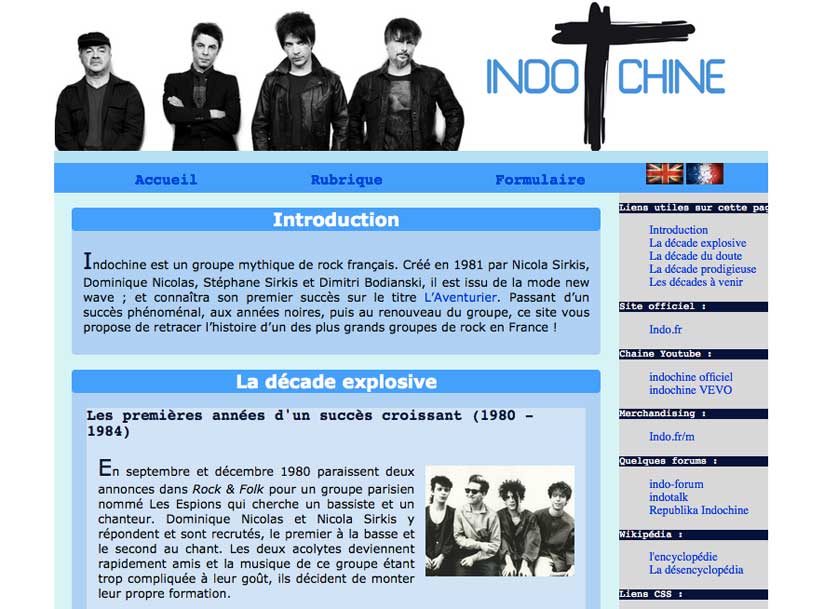 INDO CHINE
Accueil
Rubrique
Formulaire
Introduction
Indochine est un groupe mythique de rock français. Créé en 1981 par Nicola Sirkis,
Dominique Nicolas, Stéphane Sirkis et Dimitri Bodianski, il est issu de la mode new
wave ; et connaîtra son premier succès sur le titre L’Aventurier. Passant d’un
succès phénoménal, aux années noires, puis au renouveau du groupe, ce site vous
propose de retracer l’histoire d’un des plus grands groupes de rock en France !
La décade explosive
Les premières années d'un succès croissant (1980 -
1984)
En septembre et décembre 1980 paraissent deux
annonces dans Rock & Folk pour un groupe parisien
nommé Les Espions qui cherche un bassiste et un
chanteur. Dominique Nicolas et Nicola Sirkis y
répondent et sont recrutés, le premier à la basse et
le second au chant. Les deux acolytes deviennent
rapidement amis et la musique de ce groupe étant
trop compliquée à leur goût, ils décident de monter
leur propre formation.
Liens utiles sur cette pag
Introduction
La décade explosive
La décade du doute
La décade prodigieuse
Les décades à venir
Site officiel :
Indo.fr
Chaine Youtube :
indochine officiel
indochine VEVO
Merchandising :
Indo.fr/m
Quelques forums :
indo-forum
indotalk
Republika Indochine
Wikipédia :
l'encyclopédie
La désencyclopédia
Liens CSS :